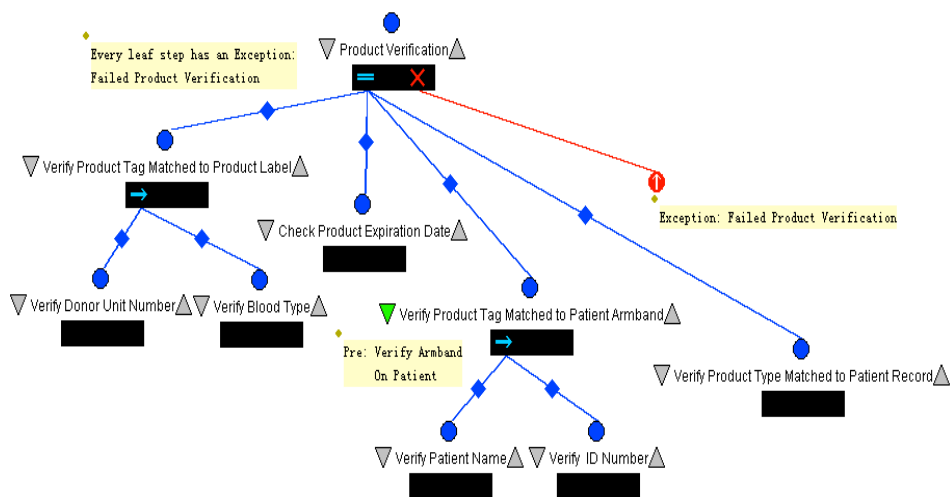 Product Verification
Every leaf step has an Exception:
Failed Product Verification
Verify Product Tag Matched to Product Label
Exception: Failed Product Verification
Check Product Expiration Date
Verify Donor Unit Number
Verify Blood Type
Verify Product Tag Matched to Patient Armband
Pre: Verify Armband
On Patient
Verify Product Type Matched to Patient Record
Verify Patient Name
Verify ID Number